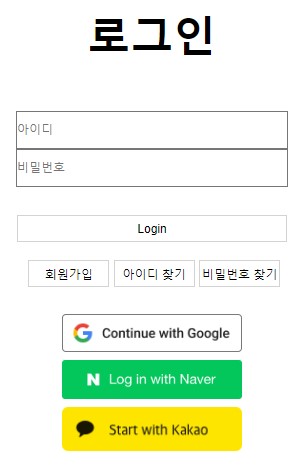 로그인
아이디
비밀번호
Login
회원가입 아이디 찾기 비밀번호 찾기
Continue with Google
N Log in with Naver
Start with Kakao